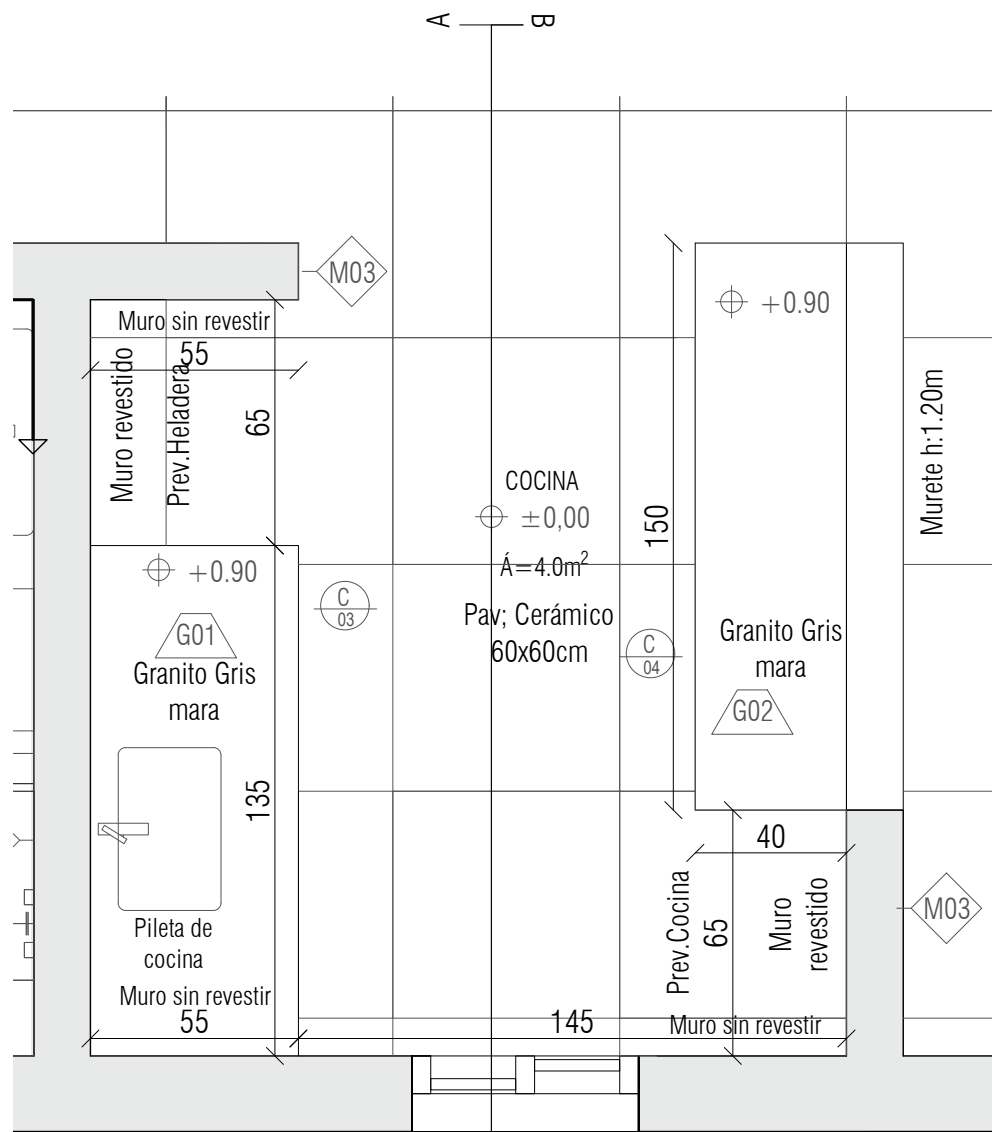 A
B
M03
Muro sin revestir
+0.90
55
Muro revestido
Prev.Heladera
65
Murete h:1.20m
COCINA
±0,00
150
Á=4.0m²
+0.90
C
03
G01
Pav; Cerámico
60x60cm
C
04
Granito Gris
mara
Granito Gris
mara
G02
135
40
Prev.Cocina
65
Muro
revestido
M03
Pileta de
cocina
Muro sin revestir
55
145
Muro sin revestir